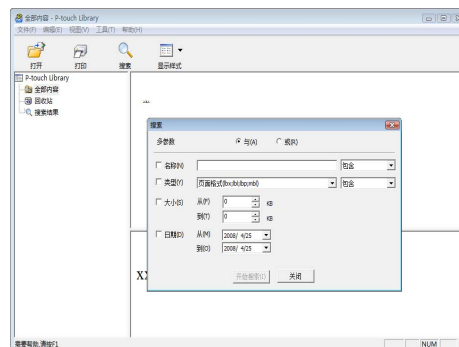 全部内容 - P-touch Library
文件(F) 编辑(E) 视图(V) 工具(T) 帮助(H)
打开 打印 搜索 显示样式
P-touch Library
全部内容
回收站
搜索结果
搜索
多参数 与(A) 或(R)
名称(N) 包含
类型(Y) 页面格式(lbx;lbl;lbp;mbl) 包含
大小(S) 从(F) 0 KB
到(T) 0 KB
日期(D) 从(M) 2008/ 4/25
到(O) 2008/ 4/25
开始搜索(I) 关闭
需要帮助,请按F1 NUM